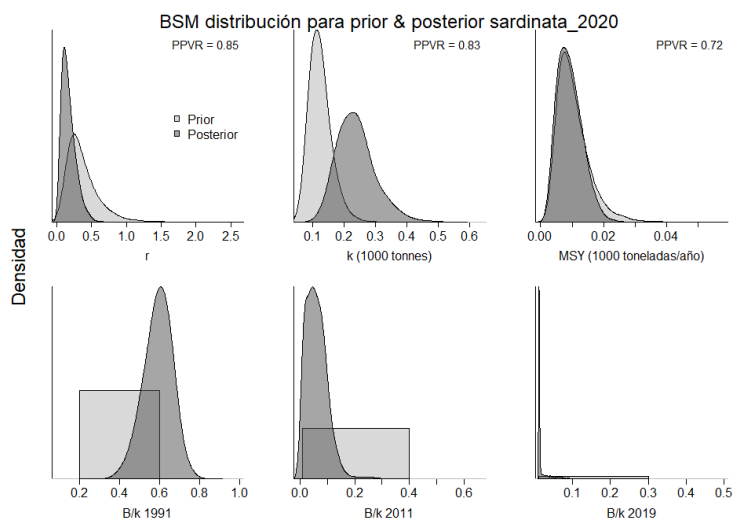 BSM distribución para prior & posterior sardinata_2020
PPVR = 0.85
PPVR = 0.83
PPVR = 0.72
Prior
Posterior
0.0 0.5 1.0 1.5 2.0 2.5
r
0.1 0.2 0.3 0.4 0.5 0.6
k (1000 tonnes)
0.00 0.02 0.04
MSY (1000 toneladas/año)
Densidad
0.2 0.4 0.6 0.8 1.0
B/k 1991
0.0 0.2 0.4 0.6
B/k 2011
0.1 0.2 0.3 0.4 0.5
B/k 2019